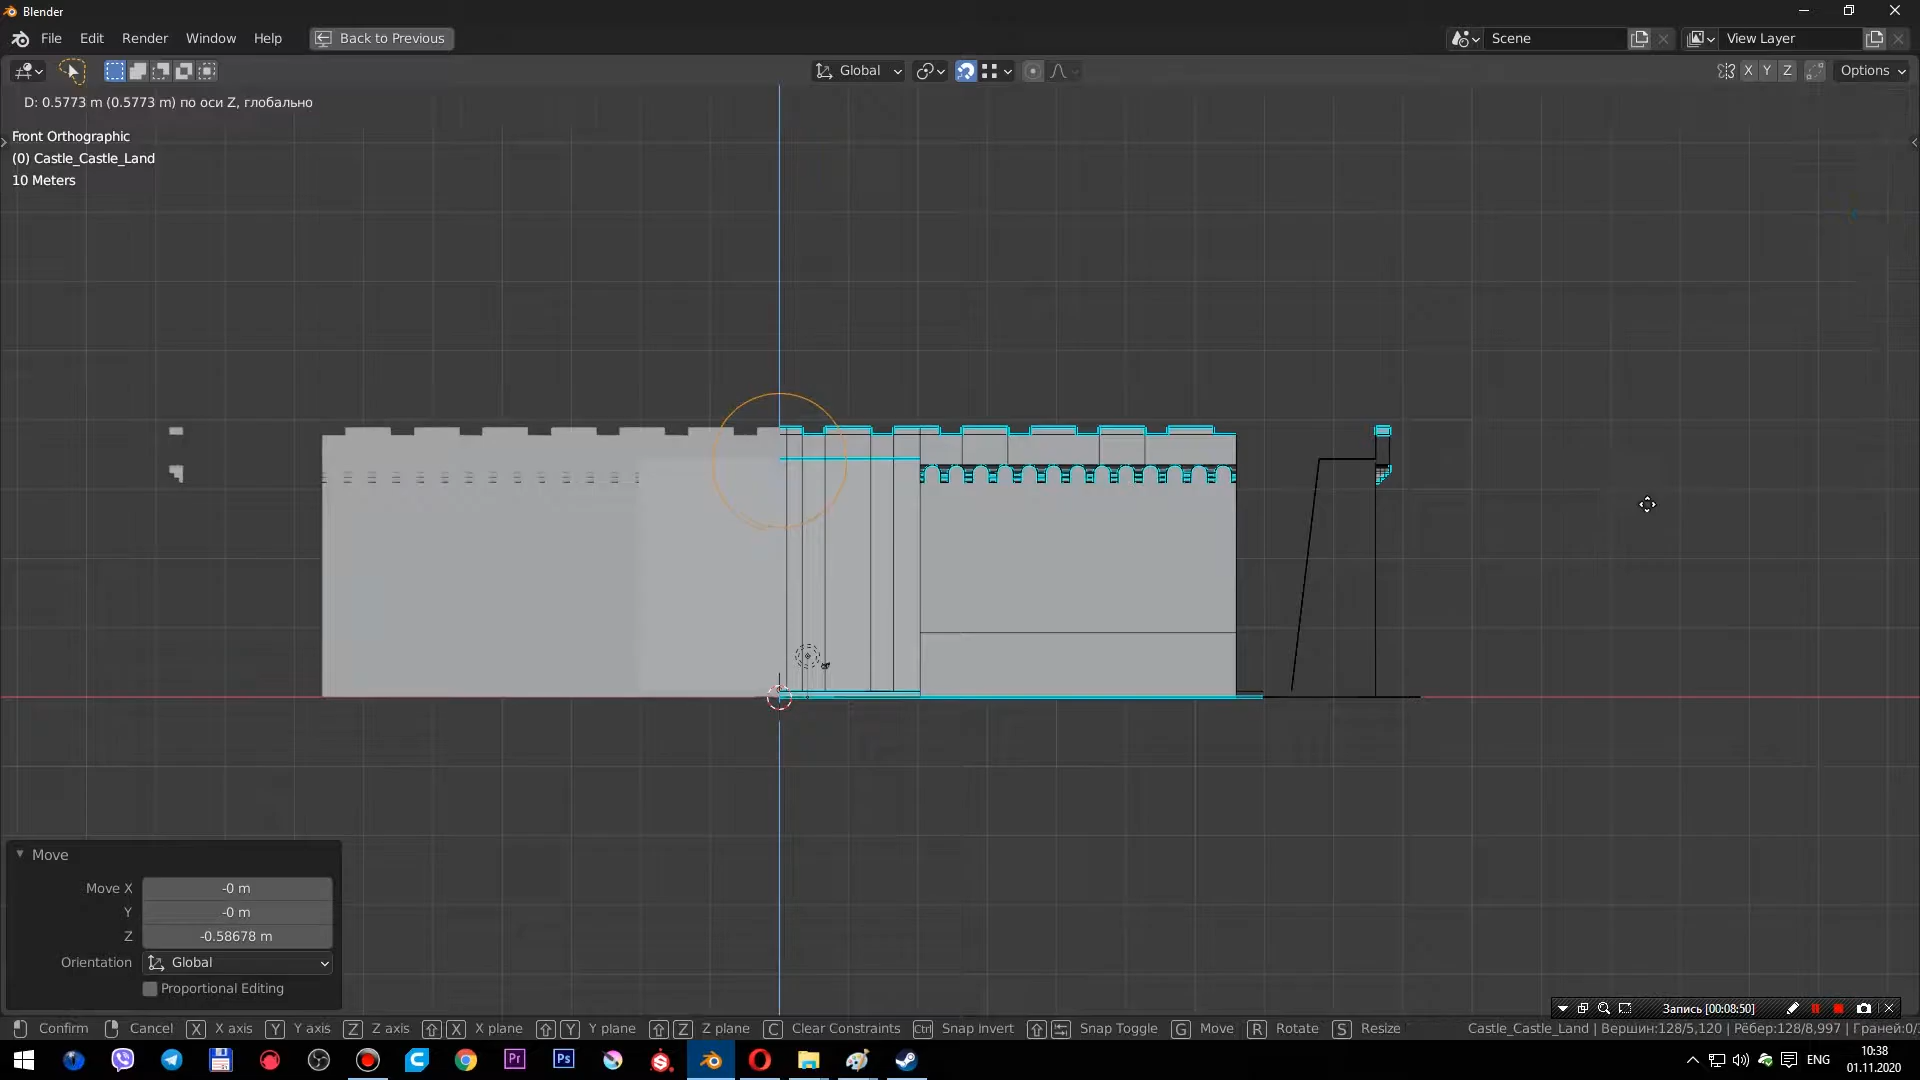 Blender
File Edit Render Window Help Back to Previous Scene View Layer
Global X Y Z Options
D: 0.5773 m (0.5773 m) по оси Z, глобально
Front Orthographic
(0) Castle_Castle_Land
10 Meters
Move
Move X -0 m
Y -0 m
Z -0.58678 m
Orientation Global
Proportional Editing
Запись [00:08:50]
Confirm Cancel X X axis Y Y axis Z Z axis X X plane Y Y plane Z Z plane C Clear Constraints Ctrl Snap Invert Snap Toggle G Move R Rotate S Resize Castle_Castle_Land | Вершин:128/5,120 | Рёбер:128/8,997 | Граней:0/
Pr Ps ENG 10:38
01.11.2020